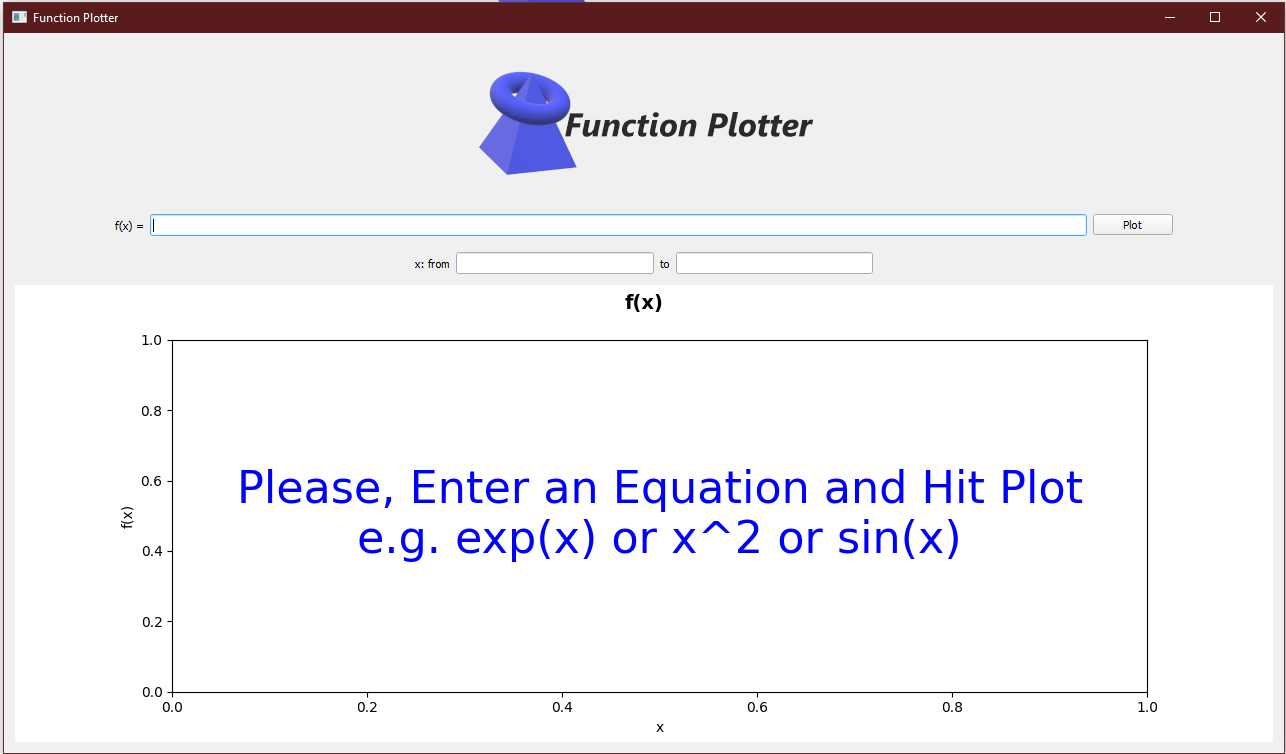 Function Plotter
Function Plotter
f(x) =
Plot
x: from
to
f(x)
1.0
0.8
0.6
0.4
0.2
0.0
f(x)
Please, Enter an Equation and Hit Plot
e.g. exp(x) or x^2 or sin(x)
0.0 0.2 0.4 0.6 0.8 1.0
x